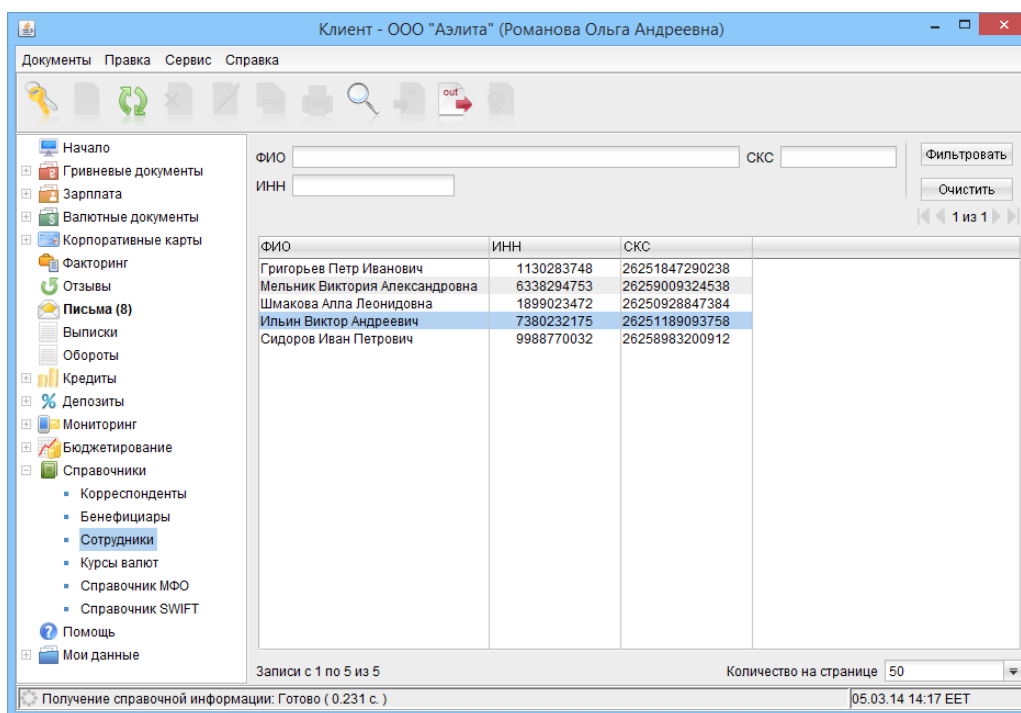 Клиент - ООО "Аэлита" (Романова Ольга Андреевна)
Документы Правка Сервис Справка
out
Начало
Гривневые документы
Зарплата
Валютные документы
Корпоративные карты
Факторинг
Отзывы
Письма (8)
Выписки
Обороты
Кредиты
Депозиты
Мониторинг
Бюджетирование
Справочники
Корреспонденты
Бенефициары
Сотрудники
Курсы валют
Справочник МФО
Справочник SWIFT
Помощь
Мои данные
ФИО СКС Фильтровать
ИНН Очистить
1 из 1
ФИО ИНН СКС
Григорьев Петр Иванович 1130283748 26251847290238
Мельник Виктория Александровна 6338294753 26259009324538
Шмакова Алла Леонидовна 1899023472 26250928847384
Ильин Виктор Андреевич 7380232175 26251189093758
Сидоров Иван Петрович 9988770032 26258983200912
Записи с 1 по 5 из 5 Количество на странице 50
Получение справочной информации: Готово ( 0.231 с. ) 05.03.14 14:17 EET